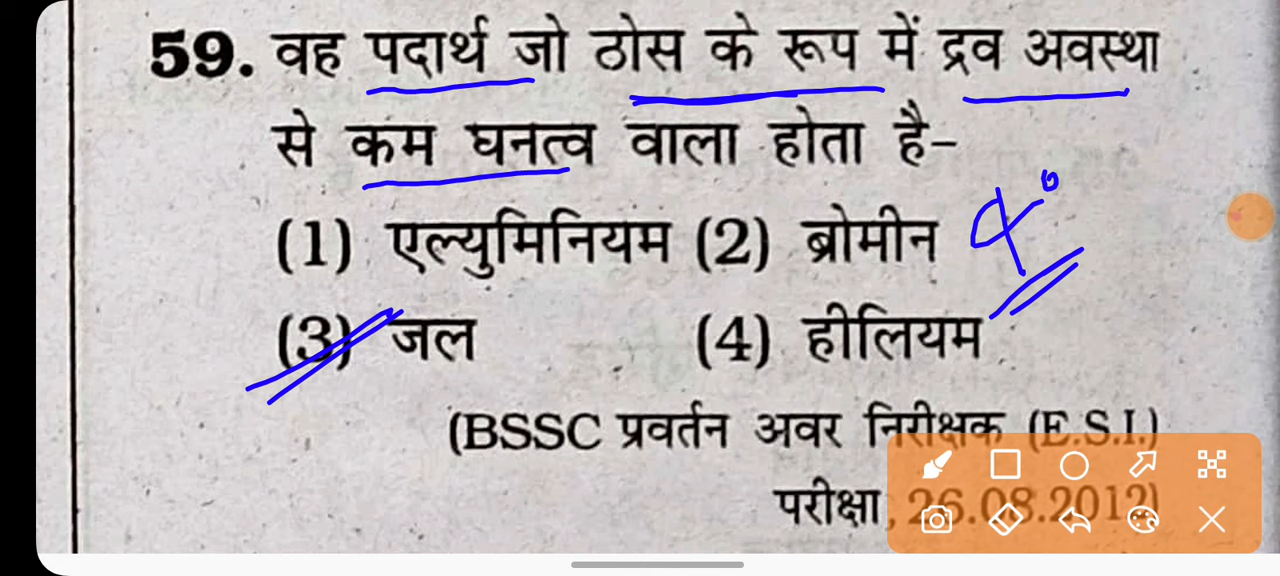 59. वह पदार्थ जो ठोस के रूप में द्रव अवस्था
से कम घनत्व वाला होता है-
(1) एल्युमिनियम (2) ब्रोमीन 4°
(3) जल (4) हीलियम
(BSSC प्रवर्तन अवर निरीक्षक (E.S.I.)
परीक्षा, 26.08.2012)